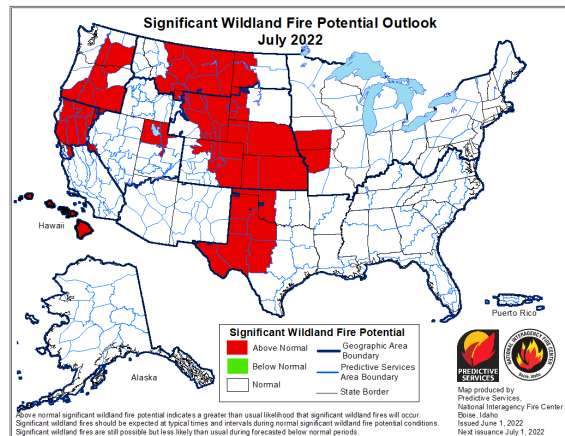 Significant Wildland Fire Potential Outlook
July 2022
Hawaii
Alaska
Puerto Rico
Significant Wildland Fire Potential
Above Normal
Below Normal
Normal
Geographic Area
Boundary
Predictive Services
Area Boundary
State Border
PREDICTIVE
SERVICES
NATIONAL INTERAGENCY FIRE CENTER
Boise, Idaho
Map produced by
Predictive Services,
National Interagency Fire Center
Boise, Idaho
Issued June 1, 2022
Next issuance July 1, 2022
Above normal significant wildland fire potential indicates a greater than usual likelihood that significant wildland fires will occur.
Significant wildland fires should be expected at typical times and intervals during normal significant wildland fire potential conditions.
Significant wildland fires are still possible but less likely than usual during forecasted below normal periods.